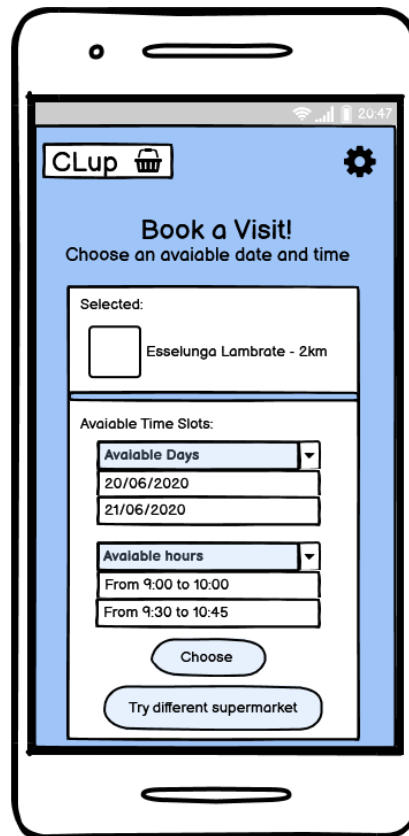 20:47
CLup
Book a Visit!
Choose an avaiable date and time
Selected:
Esselunga Lambrate - 2km
Avaiable Time Slots:
Avaiable Days
20/06/2020
21/06/2020
Avaiable hours
From 9:00 to 10:00
From 9:30 to 10:45
Choose
Try different supermarket